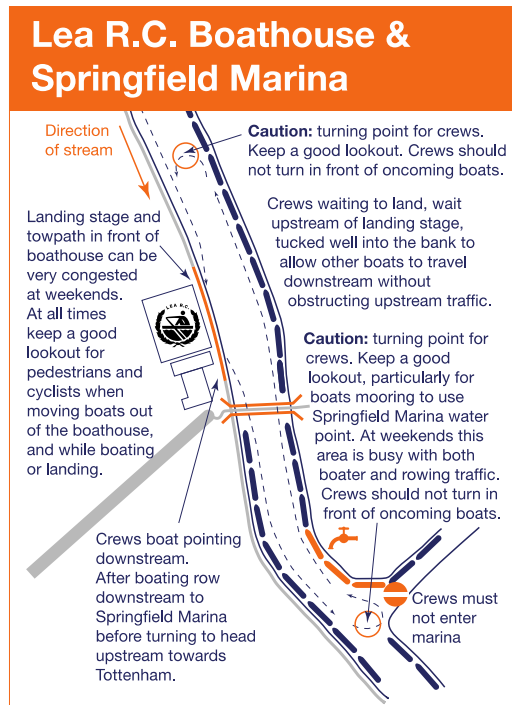 Lea R.C. Boathouse &
Springfield Marina
Direction
of stream
Caution: turning point for crews.
Keep a good lookout. Crews should
not turn in front of oncoming boats.
Crews waiting to land, wait
upstream of landing stage,
tucked well into the bank to
allow other boats to travel
downstream without
obstructing upstream traffic.
Landing stage and
towpath in front of
boathouse can be
very congested
at weekends.
At all times
keep a good
lookout for
pedestrians and
cyclists when
moving boats out
of the boathouse,
and while boating
or landing.
LEA R.C.
Caution: turning point for
crews. Keep a good
lookout, particularly for
boats mooring to use
Springfield Marina water
point. At weekends this
area is busy with both
boater and rowing traffic.
Crews should not turn in
front of oncoming boats.
Crews boat pointing
downstream.
After boating row
downstream to
Springfield Marina
before turning to head
upstream towards
Tottenham.
Crews must
not enter
marina